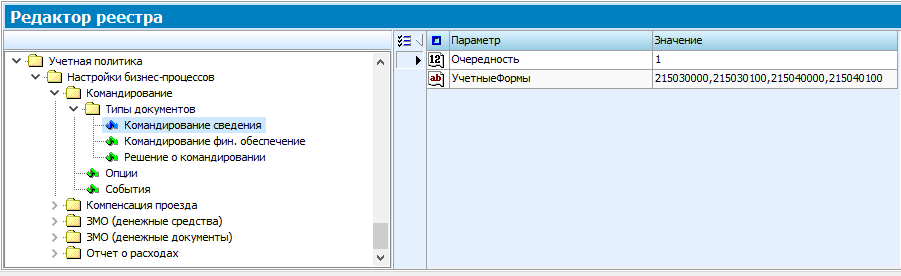 Редактор реестра
Учетная политика
Настройки бизнес-процессов
Командирование
Типы документов
Командирование сведения
Командирование фин. обеспечение
Решение о командировании
Опции
События
Компенсация проезда
ЗМО (денежные средства)
ЗМО (денежные документы)
Отчет о расходах
Параметр Значение
12 Очередность 1
ab УчетныеФормы 215030000,215030100,215040000,215040100